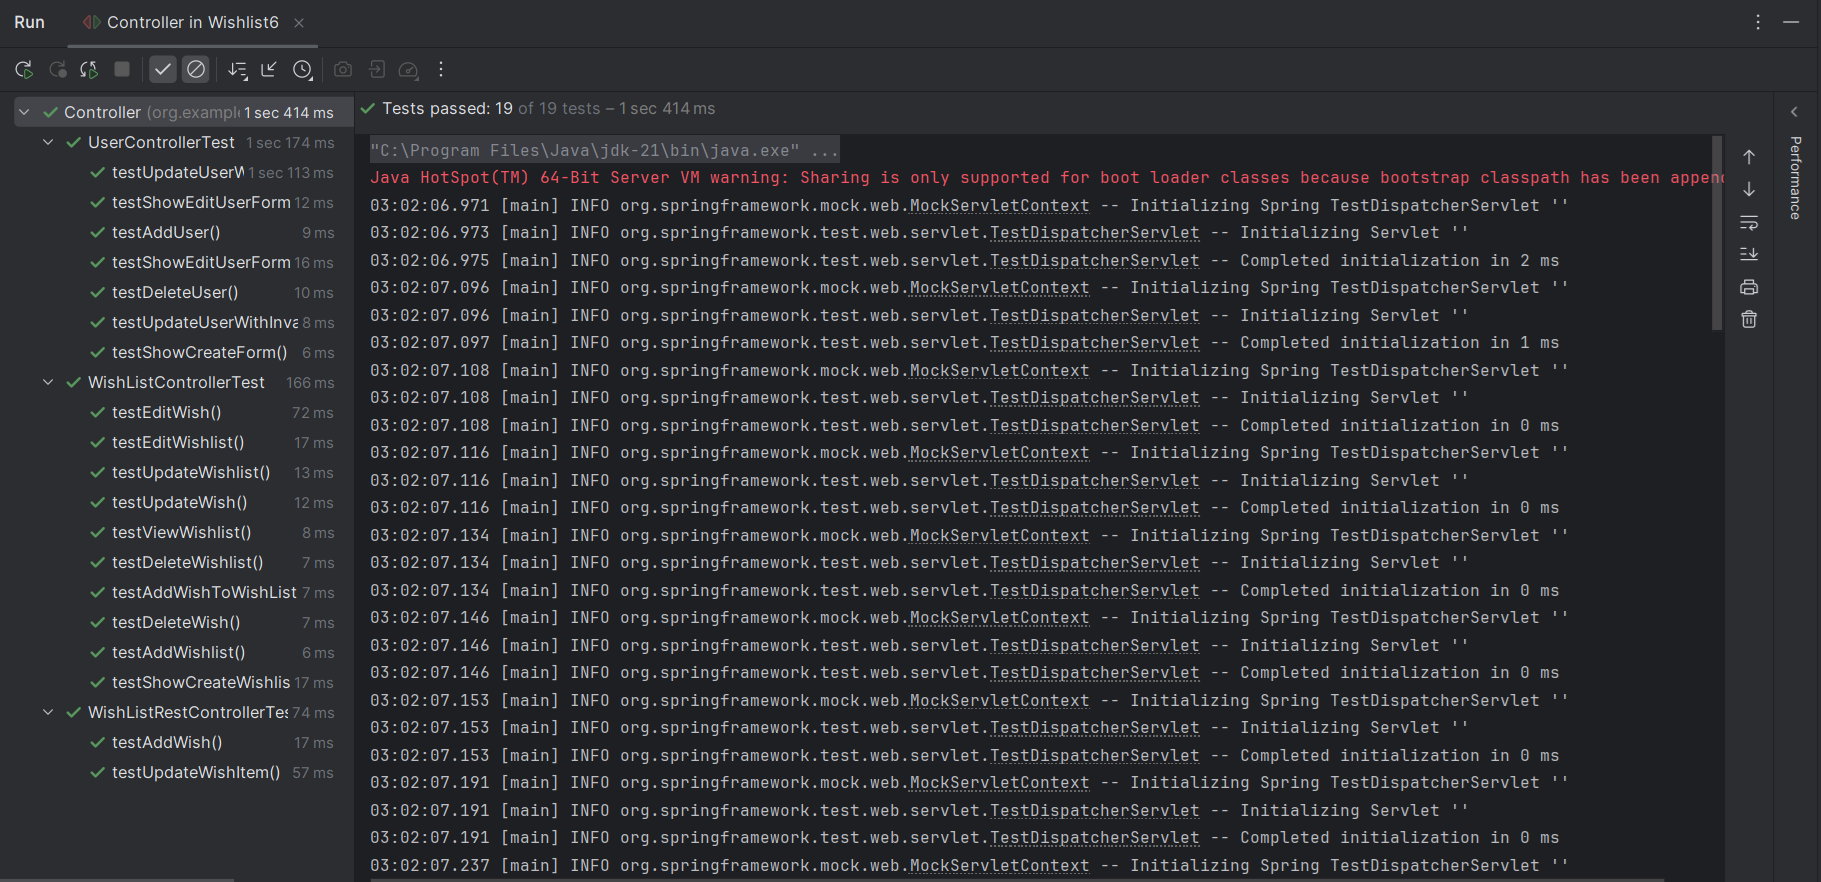 Run
Controller in Wishlist6
Controller (org.example 1 sec 414 ms
UserControllerTest 1 sec 174 ms
testUpdateUserW 1 sec 113 ms
testShowEditUserForm 12 ms
testAddUser() 9 ms
testShowEditUserForm 16 ms
testDeleteUser() 10 ms
testUpdateUserWithInva 8 ms
testShowCreateForm() 6 ms
WishListControllerTest 166 ms
testEditWish() 72 ms
testEditWishlist() 17 ms
testUpdateWishlist() 13 ms
testUpdateWish() 12 ms
testViewWishlist() 8 ms
testDeleteWishlist() 7 ms
testAddWishToWishList 7 ms
testDeleteWish() 7 ms
testAddWishlist() 6 ms
testShowCreateWishlis 17 ms
WishListRestControllerTes 74 ms
testAddWish() 17 ms
testUpdateWishItem() 57 ms
Tests passed: 19 of 19 tests – 1 sec 414 ms
"C:\Program Files\Java\jdk-21\bin\java.exe" ...
Java HotSpot(TM) 64-Bit Server VM warning: Sharing is only supported for boot loader classes because bootstrap classpath has been append
03:02:06.971 [main] INFO org.springframework.mock.web.MockServletContext -- Initializing Spring TestDispatcherServlet ''
03:02:06.973 [main] INFO org.springframework.test.web.servlet.TestDispatcherServlet -- Initializing Servlet ''
03:02:06.975 [main] INFO org.springframework.test.web.servlet.TestDispatcherServlet -- Completed initialization in 2 ms
03:02:07.096 [main] INFO org.springframework.mock.web.MockServletContext -- Initializing Spring TestDispatcherServlet ''
03:02:07.096 [main] INFO org.springframework.test.web.servlet.TestDispatcherServlet -- Initializing Servlet ''
03:02:07.097 [main] INFO org.springframework.test.web.servlet.TestDispatcherServlet -- Completed initialization in 1 ms
03:02:07.108 [main] INFO org.springframework.mock.web.MockServletContext -- Initializing Spring TestDispatcherServlet ''
03:02:07.108 [main] INFO org.springframework.test.web.servlet.TestDispatcherServlet -- Initializing Servlet ''
03:02:07.108 [main] INFO org.springframework.test.web.servlet.TestDispatcherServlet -- Completed initialization in 0 ms
03:02:07.116 [main] INFO org.springframework.mock.web.MockServletContext -- Initializing Spring TestDispatcherServlet ''
03:02:07.116 [main] INFO org.springframework.test.web.servlet.TestDispatcherServlet -- Initializing Servlet ''
03:02:07.116 [main] INFO org.springframework.test.web.servlet.TestDispatcherServlet -- Completed initialization in 0 ms
03:02:07.134 [main] INFO org.springframework.mock.web.MockServletContext -- Initializing Spring TestDispatcherServlet ''
03:02:07.134 [main] INFO org.springframework.test.web.servlet.TestDispatcherServlet -- Initializing Servlet ''
03:02:07.134 [main] INFO org.springframework.test.web.servlet.TestDispatcherServlet -- Completed initialization in 0 ms
03:02:07.146 [main] INFO org.springframework.mock.web.MockServletContext -- Initializing Spring TestDispatcherServlet ''
03:02:07.146 [main] INFO org.springframework.test.web.servlet.TestDispatcherServlet -- Initializing Servlet ''
03:02:07.146 [main] INFO org.springframework.test.web.servlet.TestDispatcherServlet -- Completed initialization in 0 ms
03:02:07.153 [main] INFO org.springframework.mock.web.MockServletContext -- Initializing Spring TestDispatcherServlet ''
03:02:07.153 [main] INFO org.springframework.test.web.servlet.TestDispatcherServlet -- Initializing Servlet ''
03:02:07.153 [main] INFO org.springframework.test.web.servlet.TestDispatcherServlet -- Completed initialization in 0 ms
03:02:07.191 [main] INFO org.springframework.mock.web.MockServletContext -- Initializing Spring TestDispatcherServlet ''
03:02:07.191 [main] INFO org.springframework.test.web.servlet.TestDispatcherServlet -- Initializing Servlet ''
03:02:07.191 [main] INFO org.springframework.test.web.servlet.TestDispatcherServlet -- Completed initialization in 0 ms
03:02:07.237 [main] INFO org.springframework.mock.web.MockServletContext -- Initializing Spring TestDispatcherServlet ''
Performance